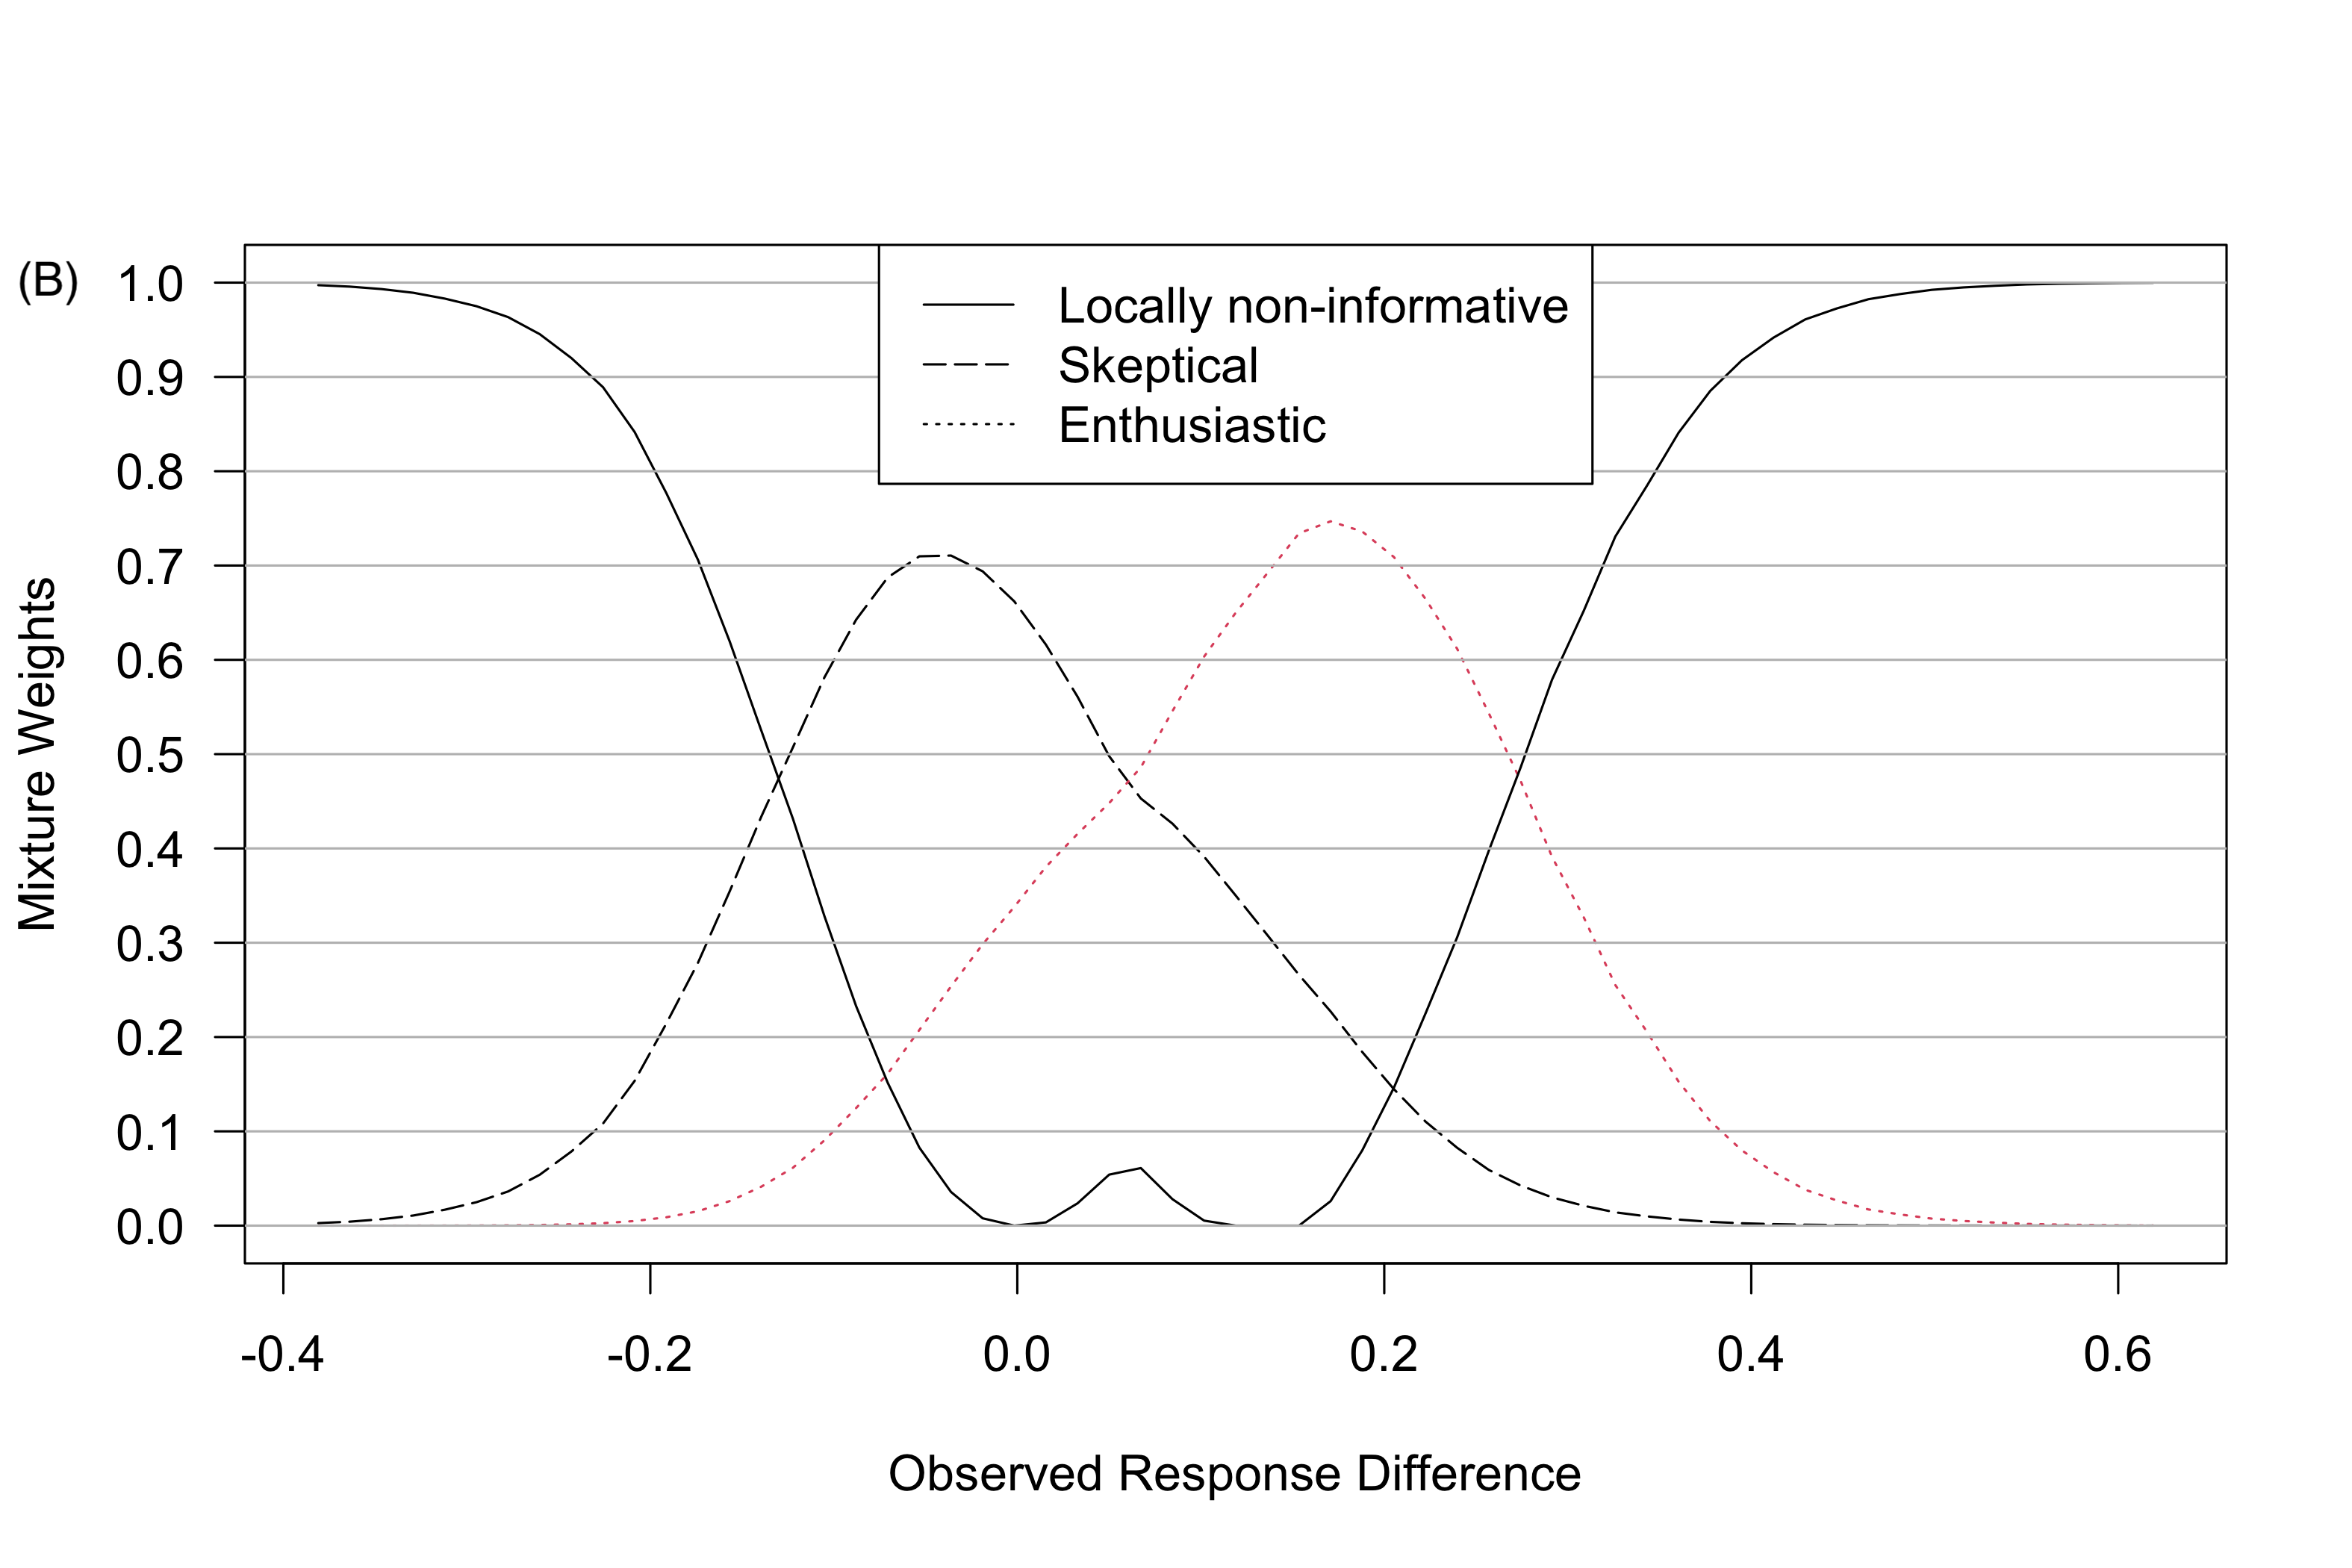 (B)
1.0
0.9
0.8
0.7
0.6
0.5
0.4
0.3
0.2
0.1
0.0
Mixture Weights
Locally non-informative
Skeptical
Enthusiastic
-0.4 -0.2 0.0 0.2 0.4 0.6
Observed Response Difference